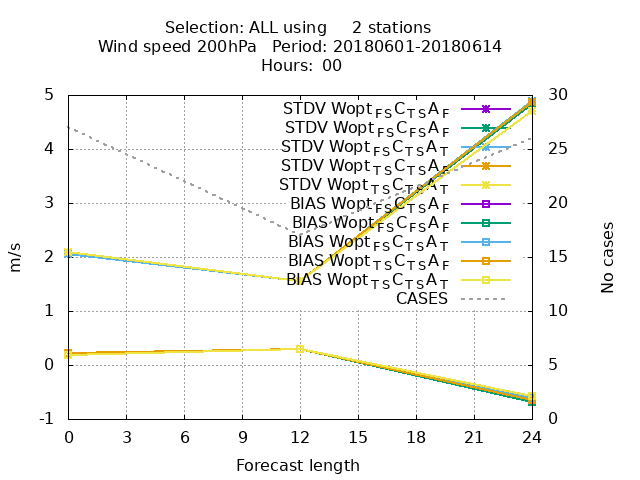 Selection: ALL using 2 stations
Wind speed 200hPa Period: 20180601-20180614
Hours: 00
5
4
3
2
1
0
-1
m/s
30
25
20
15
10
5
0
No cases
STDV Wopt FS C TS A F
STDV Wopt FS C FS A F
STDV Wopt FS C TS A T
STDV Wopt TS C TS A F
STDV Wopt TS C TS A T
BIAS Wopt FS C TS A F
BIAS Wopt FS C FS A F
BIAS Wopt FS C TS A T
BIAS Wopt TS C TS A F
BIAS Wopt TS C TS A T
CASES
0 3 6 9 12 15 18 21 24
Forecast length